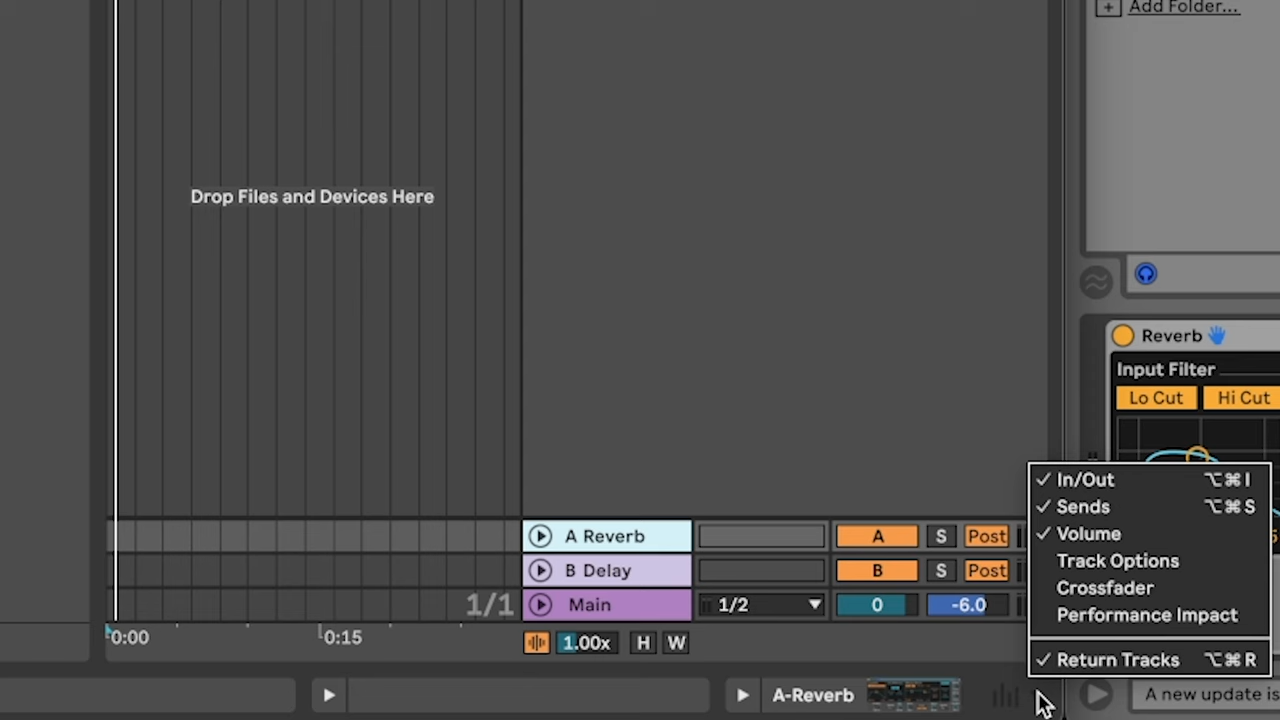 Add Folder...
Drop Files and Devices Here
Reverb
Input Filter
Lo Cut Hi Cut
In/Out ⌥⌘I
Sends ⌥⌘S
Volume
Track Options
Crossfader
Performance Impact
Return Tracks ⌥⌘R
A Reverb A S Post
B Delay B S Post
1/1 Main 1/2 0 -6.0
0:00 0:15 1.00x H W
A-Reverb
A new update is